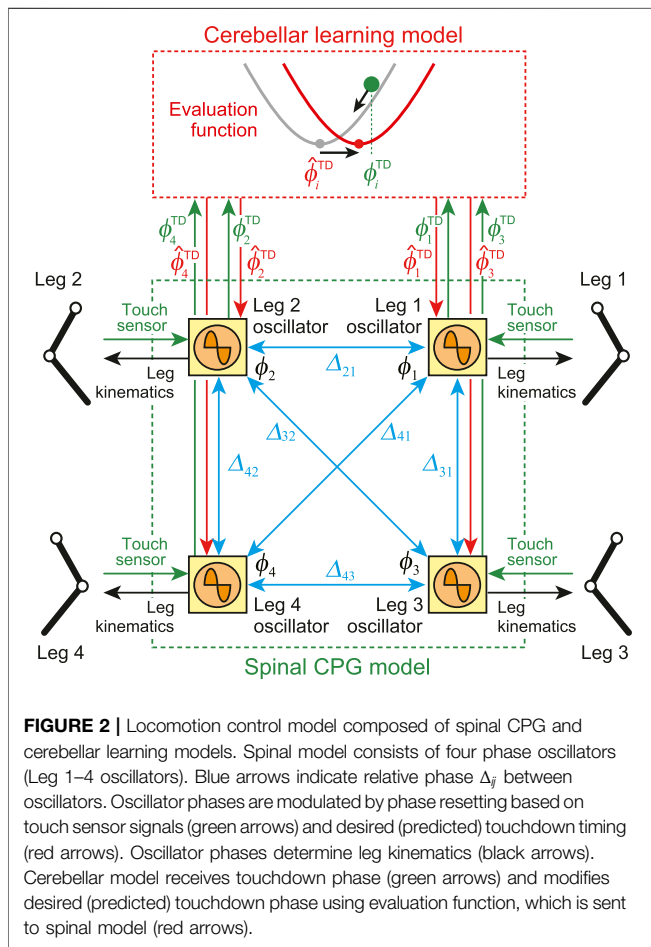 Cerebellar learning model
Evaluation
function
ϕ̂ᵢᵀᴰ ϕᵢᵀᴰ
ϕ₄ᵀᴰ ϕ₂ᵀᴰ ϕ₁ᵀᴰ ϕ₃ᵀᴰ
ϕ̂₄ᵀᴰ ϕ̂₂ᵀᴰ ϕ̂₁ᵀᴰ ϕ̂₃ᵀᴰ
Leg 2
Leg 1
Touch
sensor
Leg 2
oscillator
Leg 1
oscillator
Touch
sensor
Leg
kinematics
ϕ₂
Δ₂₁
ϕ₁
Leg
kinematics
Δ₃₂
Δ₄₁
Δ₄₂
Δ₃₁
Touch
sensor
ϕ₄
ϕ₃
Touch
sensor
Δ₄₃
Leg
kinematics
Leg 4
oscillator
Leg 3
oscillator
Leg
kinematics
Leg 4
Leg 3
Spinal CPG model
FIGURE 2 | Locomotion control model composed of spinal CPG and
cerebellar learning models. Spinal model consists of four phase oscillators
(Leg 1–4 oscillators). Blue arrows indicate relative phase Δᵢⱼ between
oscillators. Oscillator phases are modulated by phase resetting based on
touch sensor signals (green arrows) and desired (predicted) touchdown timing
(red arrows). Oscillator phases determine leg kinematics (black arrows).
Cerebellar model receives touchdown phase (green arrows) and modifies
desired (predicted) touchdown phase using evaluation function, which is sent
to spinal model (red arrows).